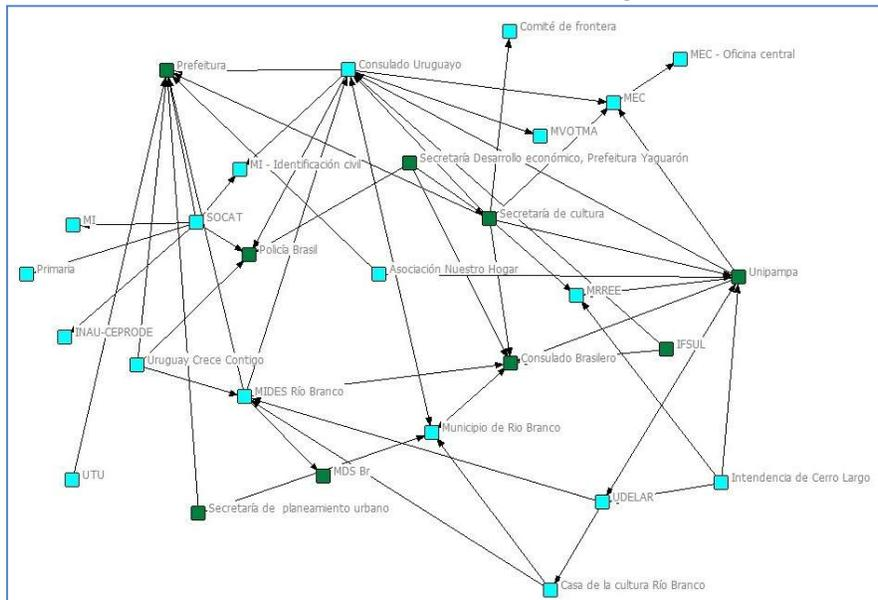 Comité de frontera
MEC - Oficina central
Prefeitura
Consulado Uruguayo
MEC
MVOTMA
Secretaría Desarrollo económico, Prefeitura Yaguarón
MI - Identificación civil
Secretaría de cultura
SOCAT
MI
Policía Brasil
Primaria
Asociación Nuestro Hogar
Unipampa
MRREE
INAU-CEPRODE
IFSUL
Uruguay Crece Contigo
Consulado Brasilero
MIDES Río Branco
Municipio de Rio Branco
UTU
MDS Br
Intendencia de Cerro Largo
UDELAR
Secretaría de planeamiento urbano
Casa de la cultura Río Branco